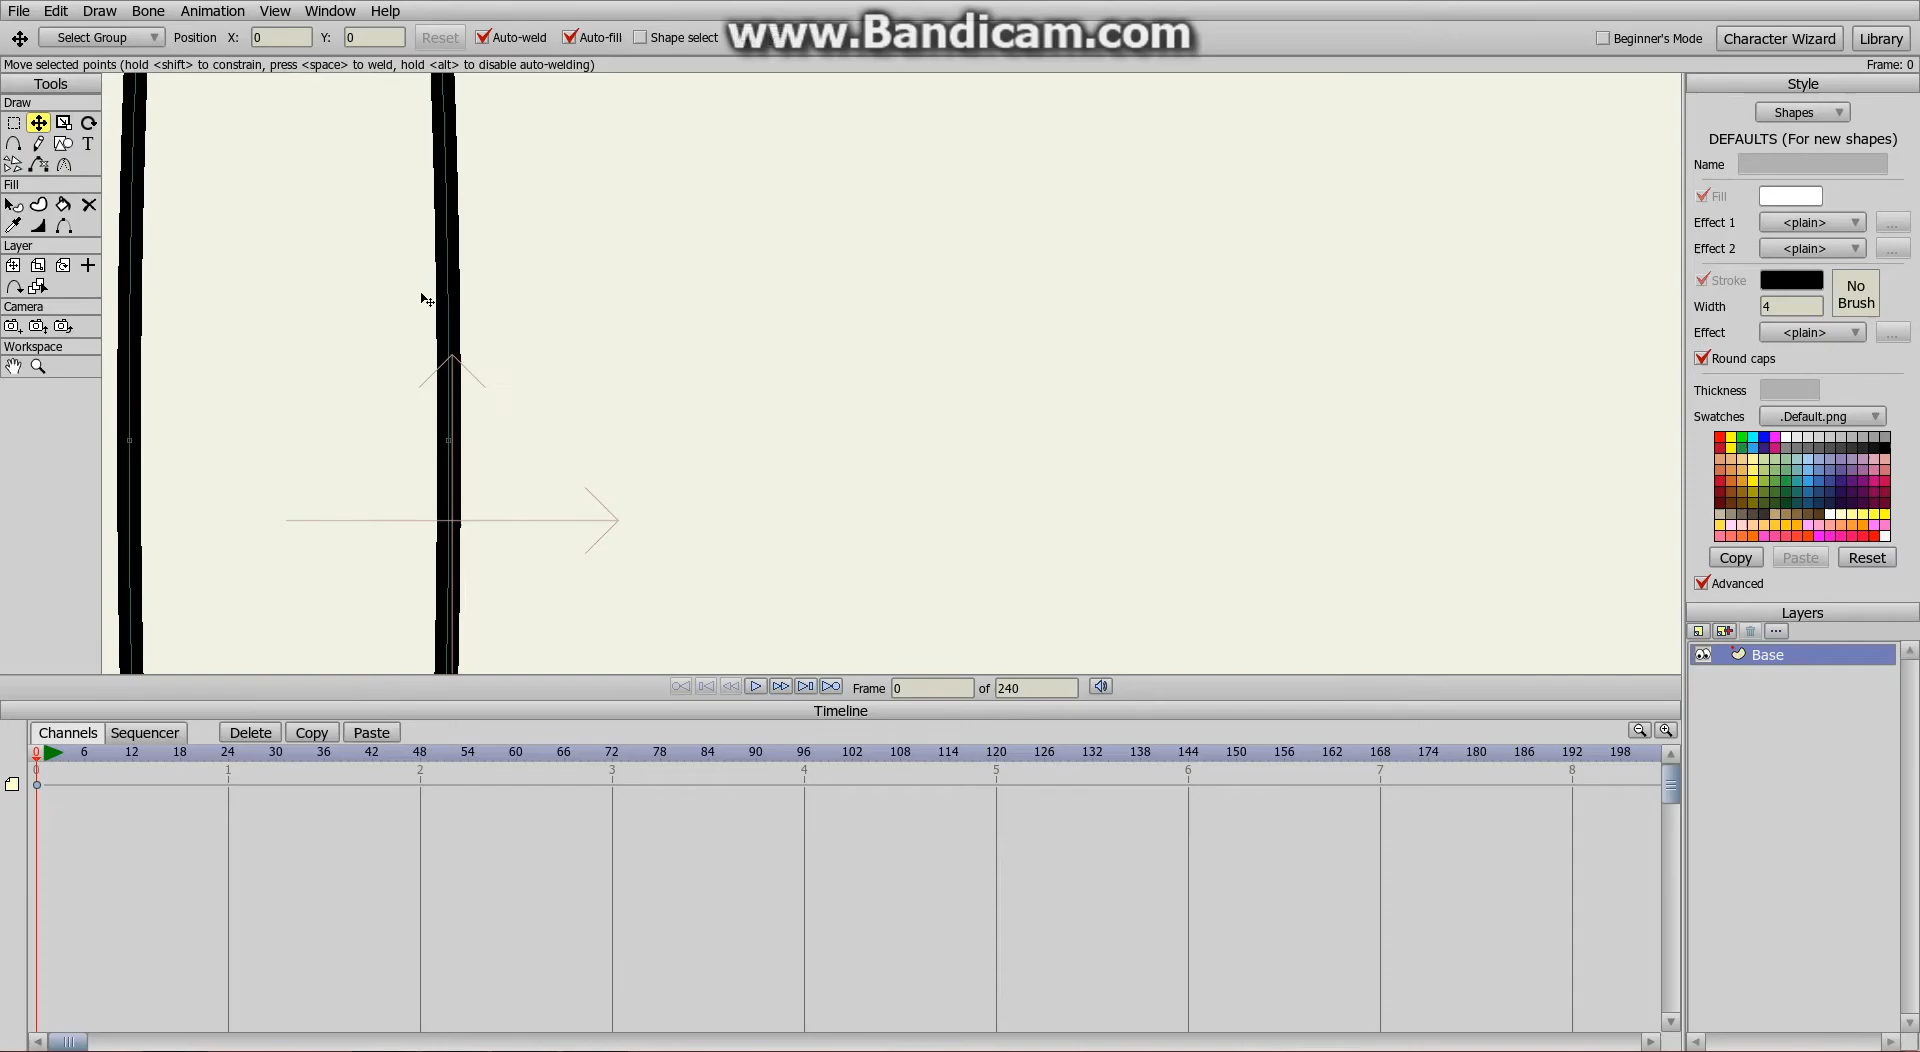 File Edit Draw Bone Animation View Window Help
Select Group Position X: 0 Y: 0 Reset Auto-weld Auto-fill Shape select www.Bandicam.com Beginner's Mode Character Wizard Library
Move selected points (hold <shift> to constrain, press <space> to weld, hold <alt> to disable auto-welding) Frame: 0
Tools
Draw
T
Fill
Layer
Camera
Workspace
Style
Shapes
DEFAULTS (For new shapes)
Name
Fill
Effect 1 <plain> ...
Effect 2 <plain> ...
Stroke No Brush
Width 4
Effect <plain> ...
Round caps
Thickness
Swatches .Default.png
Copy Paste Reset
Advanced
Layers
...
Base
Frame 0 of 240
Timeline
Channels Sequencer Delete Copy Paste
0 6 12 18 24 30 36 42 48 54 60 66 72 78 84 90 96 102 108 114 120 126 132 138 144 150 156 162 168 174 180 186 192 198
0 1 2 3 4 5 6 7 8